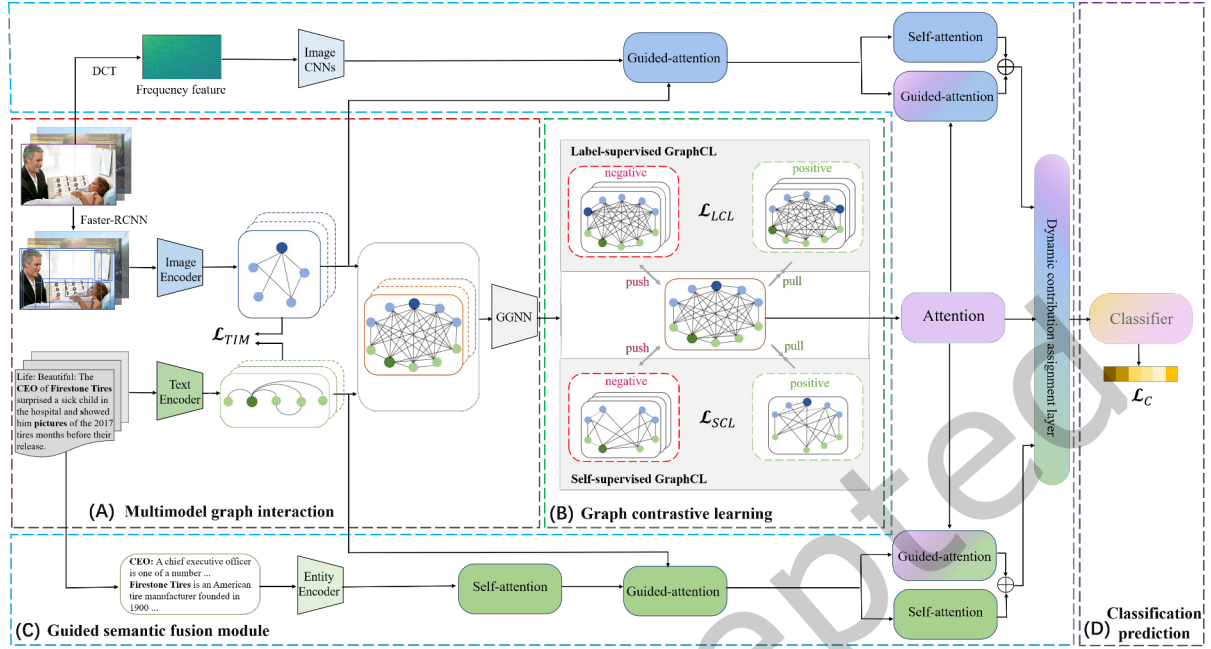 DCT
Frequency feature
Image
CNNs
Guided-attention
Self-attention
Guided-attention
Faster-RCNN
Image
Encoder
ℒTIM
Life: Beautiful: The
CEO of Firestone Tires
surprised a sick child in
the hospital and showed
him pictures of the 2017
tires months before their
release.
Text
Encoder
GGNN
(A) Multimodel graph interaction
Label-supervised GraphCL
negative
positive
ℒLCL
push
pull
push
pull
negative
positive
ℒSCL
Self-supervised GraphCL
(B) Graph contrastive learning
Attention
Dynamic contribution assignment layer
Classifier
ℒC
CEO: A chief executive officer
is one of a number ...
Firestone Tires is an American
tire manufacturer founded in
1900 ...
Entity
Encoder
Self-attention
Guided-attention
Guided-attention
Self-attention
(C) Guided semantic fusion module
(D) Classification
prediction
epted